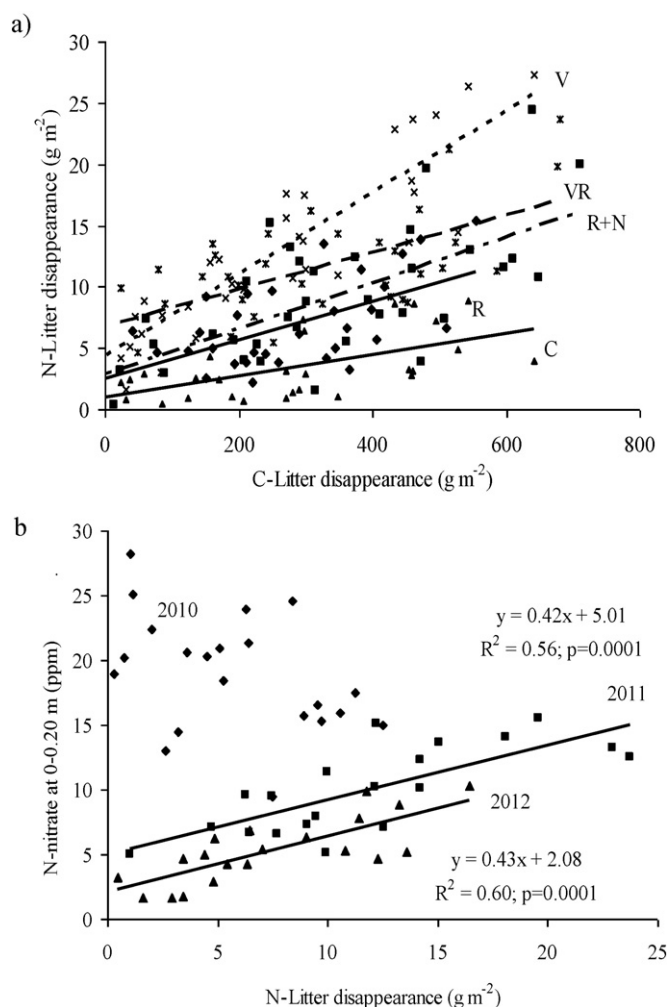 a)
30
25
20
15
10
5
0
N-Litter disappearance (g m⁻²)
V
VR
R+N
R
C
0 200 400 600 800
C-Litter disappearance (g m⁻²)
b
30
25
20
15
10
5
0
N-nitrate at 0-0.20 m (ppm)
2010
y = 0.42x + 5.01
R² = 0.56; p=0.0001
2011
2012
y = 0.43x + 2.08
R² = 0.60; p=0.0001
0 5 10 15 20 25
N-Litter disappearance (g m⁻²)